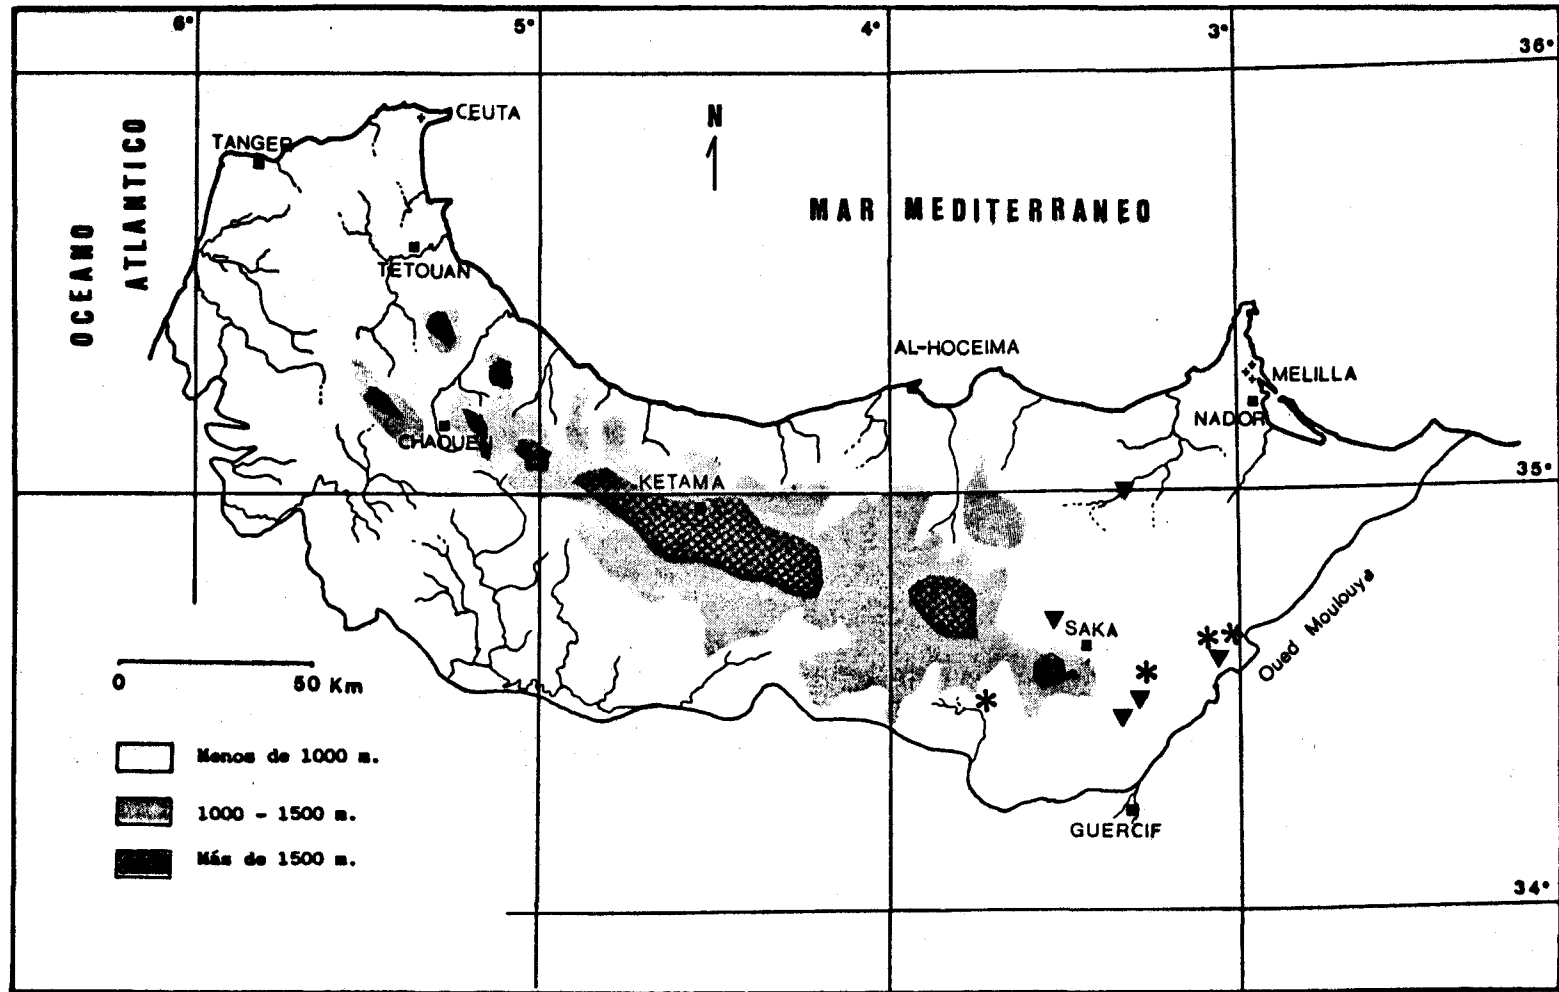 6°
5°
4°
3°
36°
CEUTA
TANGER
N
OCEANO
ATLANTICO
MAR MEDITERRANEO
TETOUAN
AL-HOCEIMA
MELILLA
NADOR
CHAOUEN
KETAMA
35°
SAKA
Oued Moulouya
0 50 Km
Menos de 1000 m.
1000 - 1500 m.
Más de 1500 m.
GUERCIF
34°